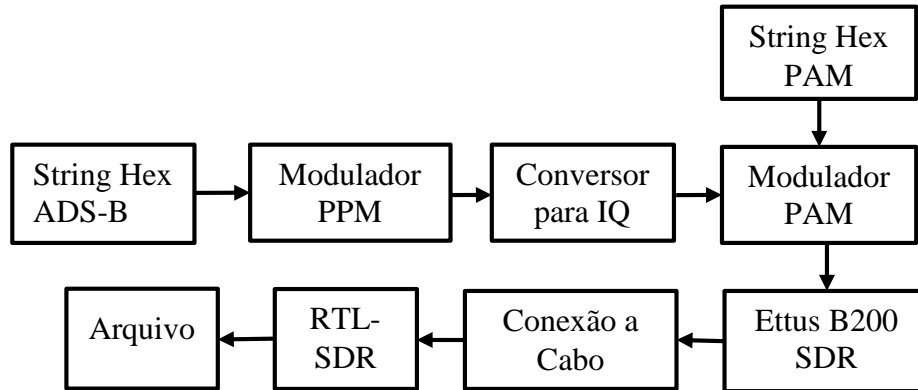 String Hex
PAM
String Hex
ADS-B
Modulador
PPM
Conversor
para IQ
Modulador
PAM
Arquivo
RTL-
SDR
Conexão a
Cabo
Ettus B200
SDR